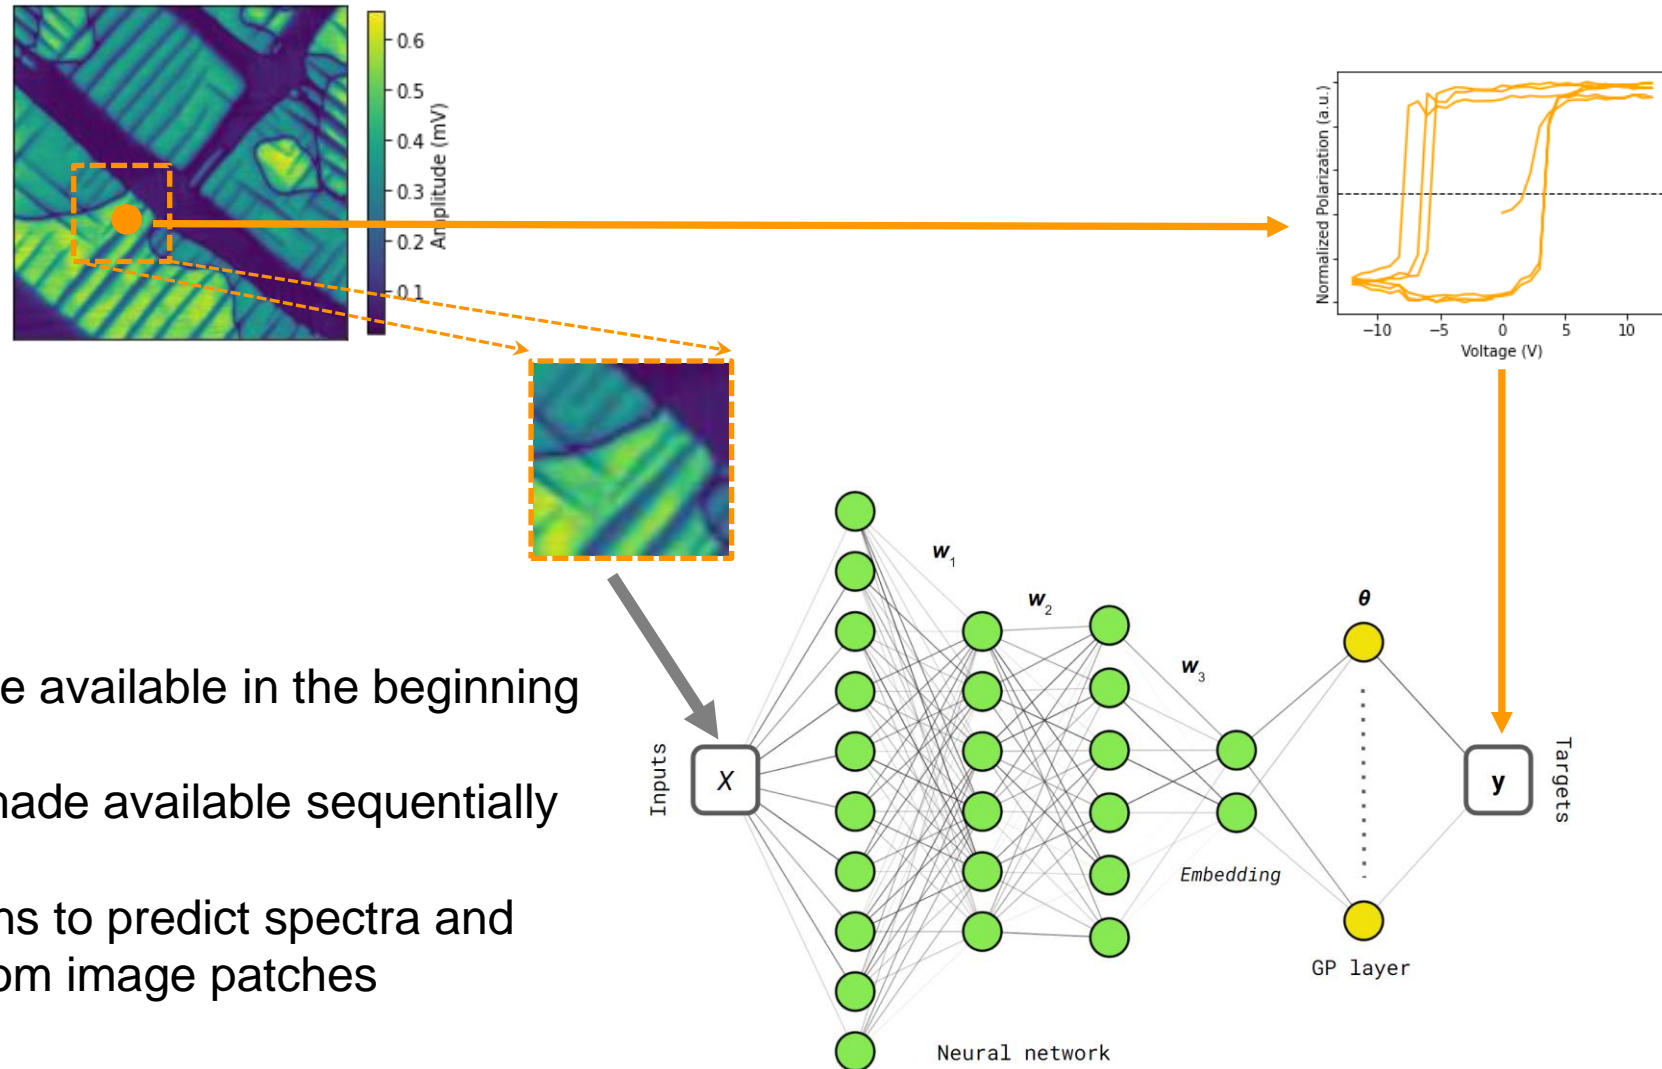 0.6
0.5
0.4
0.3
0.2
0.1
Amplitude (mV)
Normalized Polarization (a.u.)
−10
−5
0
5
10
Voltage (V)
e available in the beginning
made available sequentially
ns to predict spectra and
om image patches
Inputs
X
w1
w2
w3
Embedding
θ
GP layer
y
Targets
Neural network